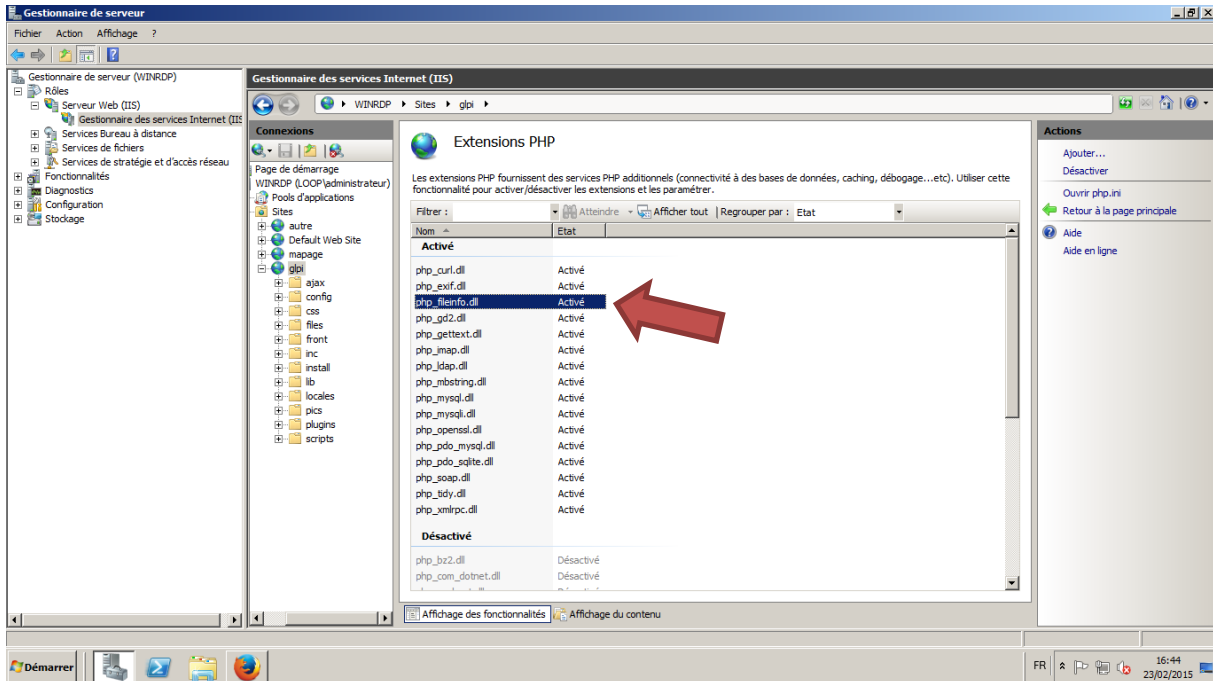 Gestionnaire de serveur
Fichier Action Affichage ?
Gestionnaire de serveur (WINRDP)
Rôles
Serveur Web (IIS)
Gestionnaire des services Internet (IIS
Services Bureau à distance
Services de fichiers
Services de stratégie et d'accès réseau
Fonctionnalités
Diagnostics
Configuration
Stockage
Gestionnaire des services Internet (IIS)
WINRDP Sites glpi
Connexions
Page de démarrage
WINRDP (LOOP\administrateur)
Pools d'applications
Sites
autre
Default Web Site
mapage
glpi
ajax
config
css
files
front
inc
install
lib
locales
pics
plugins
scripts
Extensions PHP
Les extensions PHP fournissent des services PHP additionnels (connectivité à des bases de données, caching, débogage...etc). Utiliser cette
fonctionnalité pour activer/désactiver les extensions et les paramétrer.
Filtrer : Atteindre Afficher tout Regrouper par : Etat
Nom Etat
Activé
php_curl.dll Activé
php_exif.dll Activé
php_fileinfo.dll Activé
php_gd2.dll Activé
php_gettext.dll Activé
php_imap.dll Activé
php_ldap.dll Activé
php_mbstring.dll Activé
php_mysql.dll Activé
php_mysqli.dll Activé
php_openssl.dll Activé
php_pdo_mysql.dll Activé
php_pdo_sqlite.dll Activé
php_soap.dll Activé
php_tidy.dll Activé
php_xmlrpc.dll Activé
Désactivé
php_bz2.dll Désactivé
php_com_dotnet.dll Désactivé
Affichage des fonctionnalités Affichage du contenu
Actions
Ajouter...
Désactiver
Ouvrir php.ini
Retour à la page principale
Aide
Aide en ligne
Démarrer
FR
16:44
23/02/2015